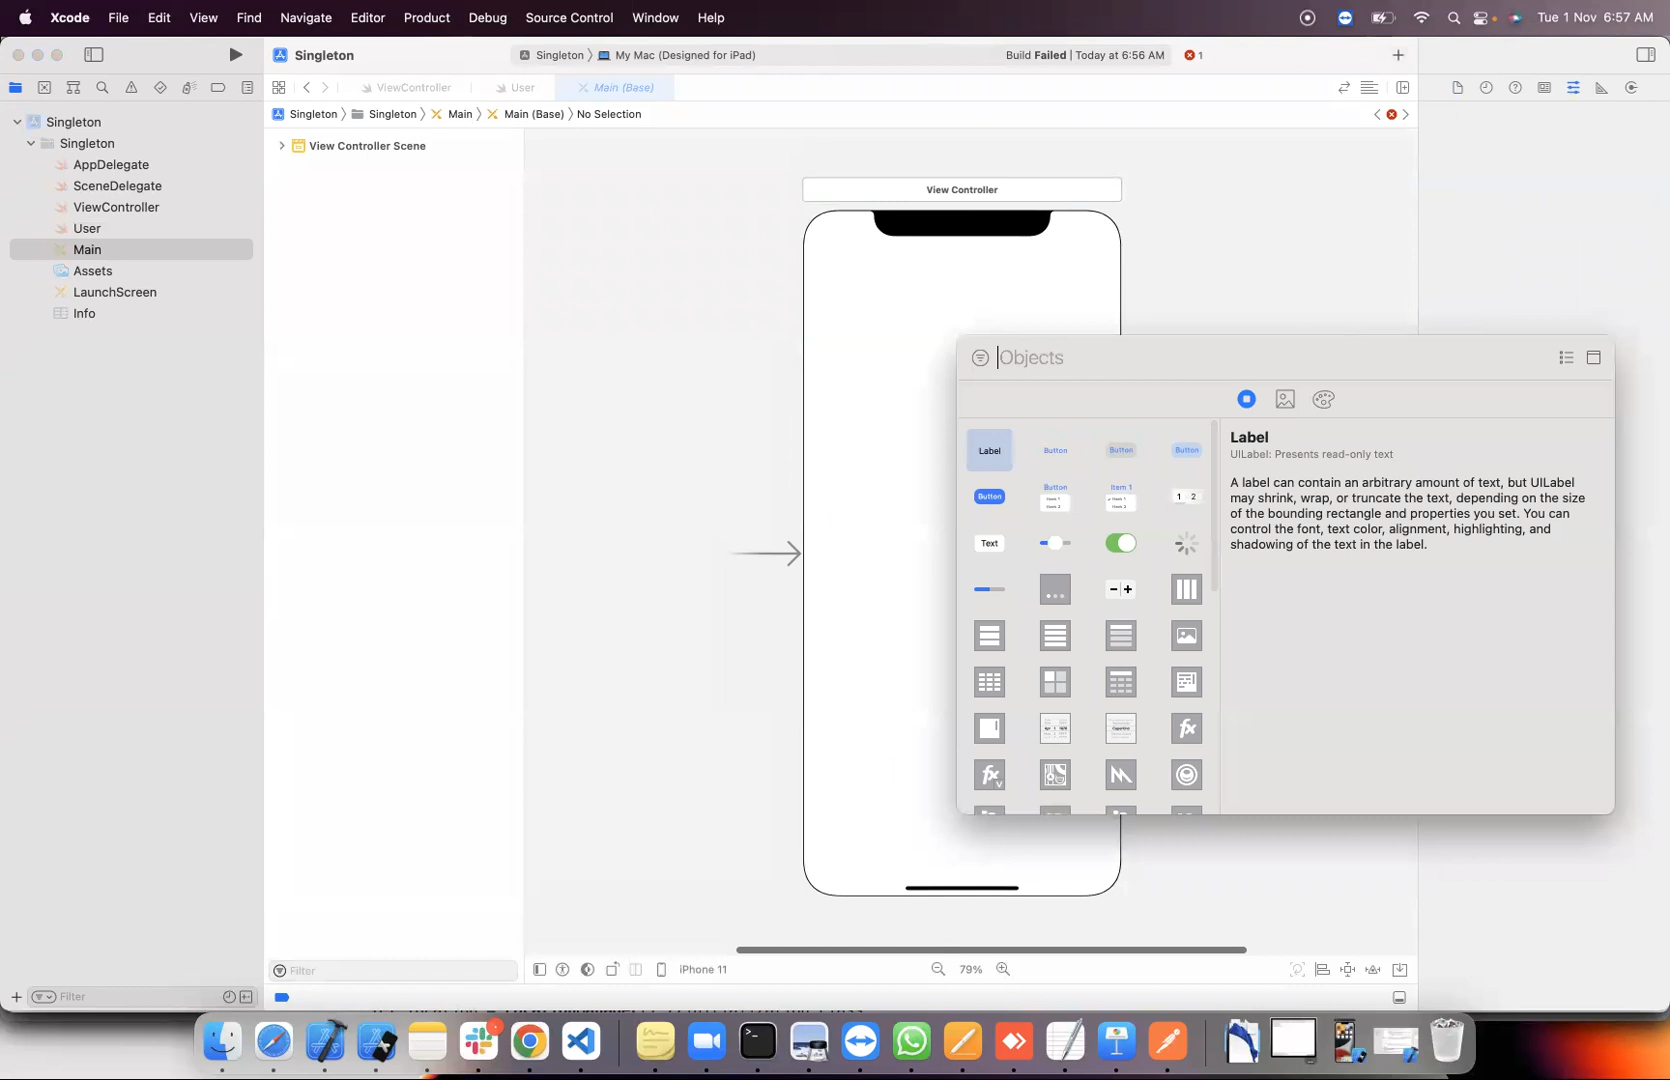 Xcode File Edit View Find Navigate Editor Product Debug Source Control Window Help Tue 1 Nov 6:57 AM
Singleton Singleton My Mac (Designed for iPad) Build Failed | Today at 6:56 AM 1
ViewController User Main (Base)
Singleton Singleton Main Main (Base) No Selection
Singleton
Singleton
AppDelegate
SceneDelegate
ViewController
User
Main
Assets
LaunchScreen
Info
View Controller Scene
View Controller
Objects
Label Button Button Button
Button Button Item 1 1 2
Text
Label
UILabel: Presents read-only text
A label can contain an arbitrary amount of text, but UILabel
may shrink, wrap, or truncate the text, depending on the size
of the bounding rectangle and properties you set. You can
control the font, text color, alignment, highlighting, and
shadowing of the text in the label.
Filter
iPhone 11 79%
Filter